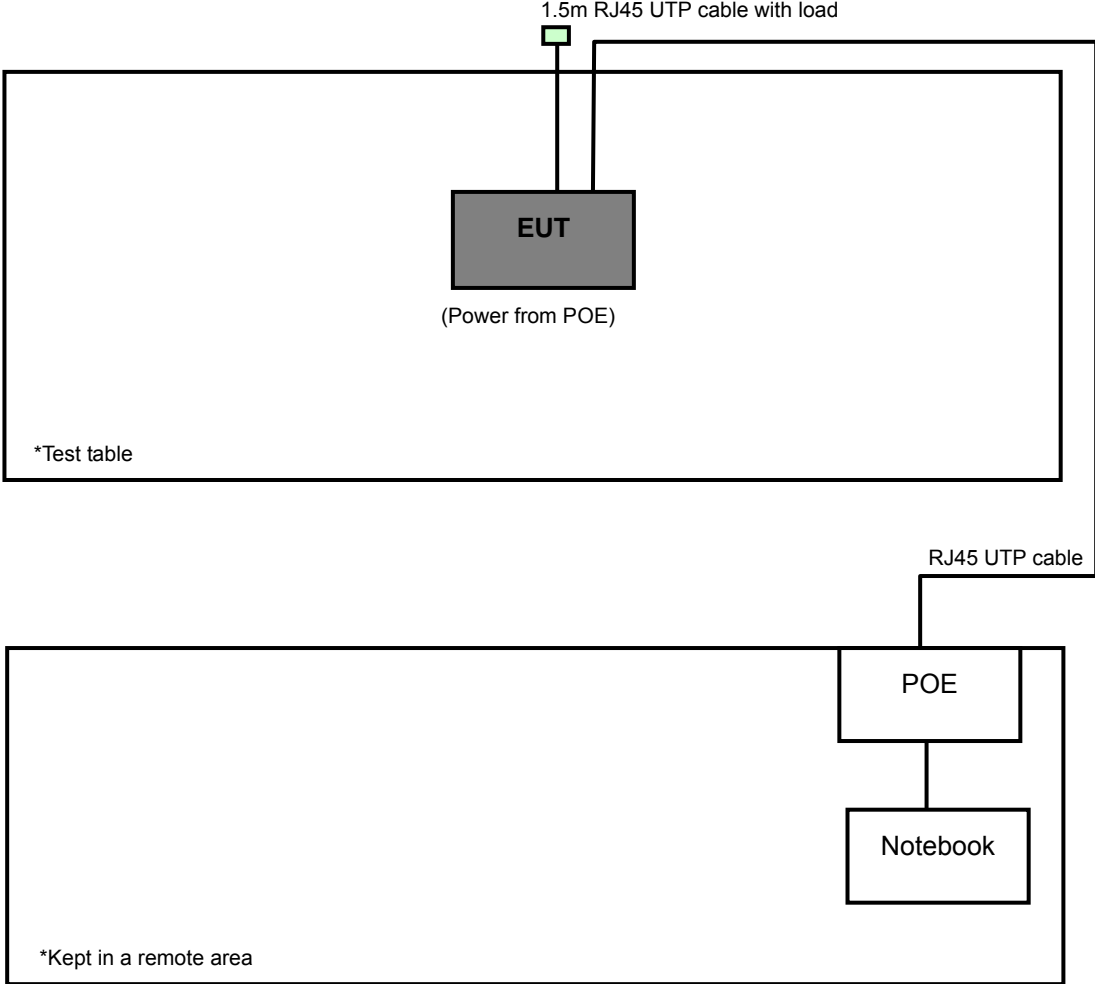 1.5m RJ45 UTP cable with load
EUT
(Power from POE)
*Test table
RJ45 UTP cable
POE
Notebook
*Kept in a remote area